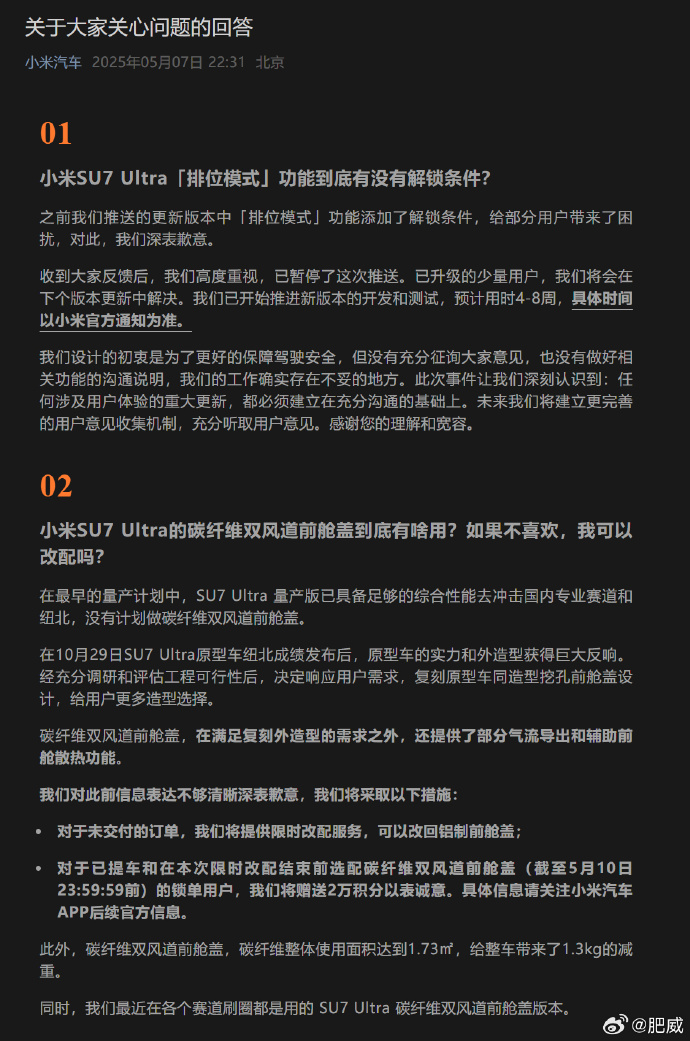 关于大家关心问题的回答
小米汽车 2025年05月07日 22:31 北京
01
小米SU7 Ultra「排位模式」功能到底有没有解锁条件？
之前我们推送的更新版本中「排位模式」功能添加了解锁条件，给部分用户带来了困
扰，对此，我们深表歉意。
收到大家反馈后，我们高度重视，已暂停了这次推送。已升级的少量用户，我们将会在
下个版本更新中解决。我们已开始推进新版本的开发和测试，预计用时4-8周，具体时间
以小米官方通知为准。
我们设计的初衷是为了更好的保障驾驶安全，但没有充分征询大家意见，也没有做好相
关功能的沟通说明，我们的工作确实存在不妥的地方。此次事件让我们深刻认识到：任
何涉及用户体验的重大更新，都必须建立在充分沟通的基础上。未来我们将建立更完善
的用户意见收集机制，充分听取用户意见。感谢您的理解和宽容。
02
小米SU7 Ultra的碳纤维双风道前舱盖到底有啥用？如果不喜欢，我可以
改配吗？
在最早的量产计划中，SU7 Ultra 量产版已具备足够的综合性能去冲击国内专业赛道和
纽北，没有计划做碳纤维双风道前舱盖。
在10月29日SU7 Ultra原型车纽北成绩发布后，原型车的实力和外造型获得巨大反响。
经充分调研和评估工程可行性后，决定响应用户需求，复刻原型车同造型挖孔前舱盖设
计，给用户更多造型选择。
碳纤维双风道前舱盖，在满足复刻外造型的需求之外，还提供了部分气流导出和辅助前
舱散热功能。
我们对此前信息表达不够清晰深表歉意，我们将采取以下措施：
• 对于未交付的订单，我们将提供限时改配服务，可以改回铝制前舱盖；
• 对于已提车和在本次限时改配结束前选配碳纤维双风道前舱盖（截至5月10日
23:59:59前）的锁单用户，我们将赠送2万积分以表诚意。具体信息请关注小米汽车
APP后续官方信息。
此外，碳纤维双风道前舱盖，碳纤维整体使用面积达到1.73㎡，给整车带来了1.3kg的减
重。
同时，我们最近在各个赛道刷圈都是用的 SU7 Ultra 碳纤维双风道前舱盖版本。
@肥威